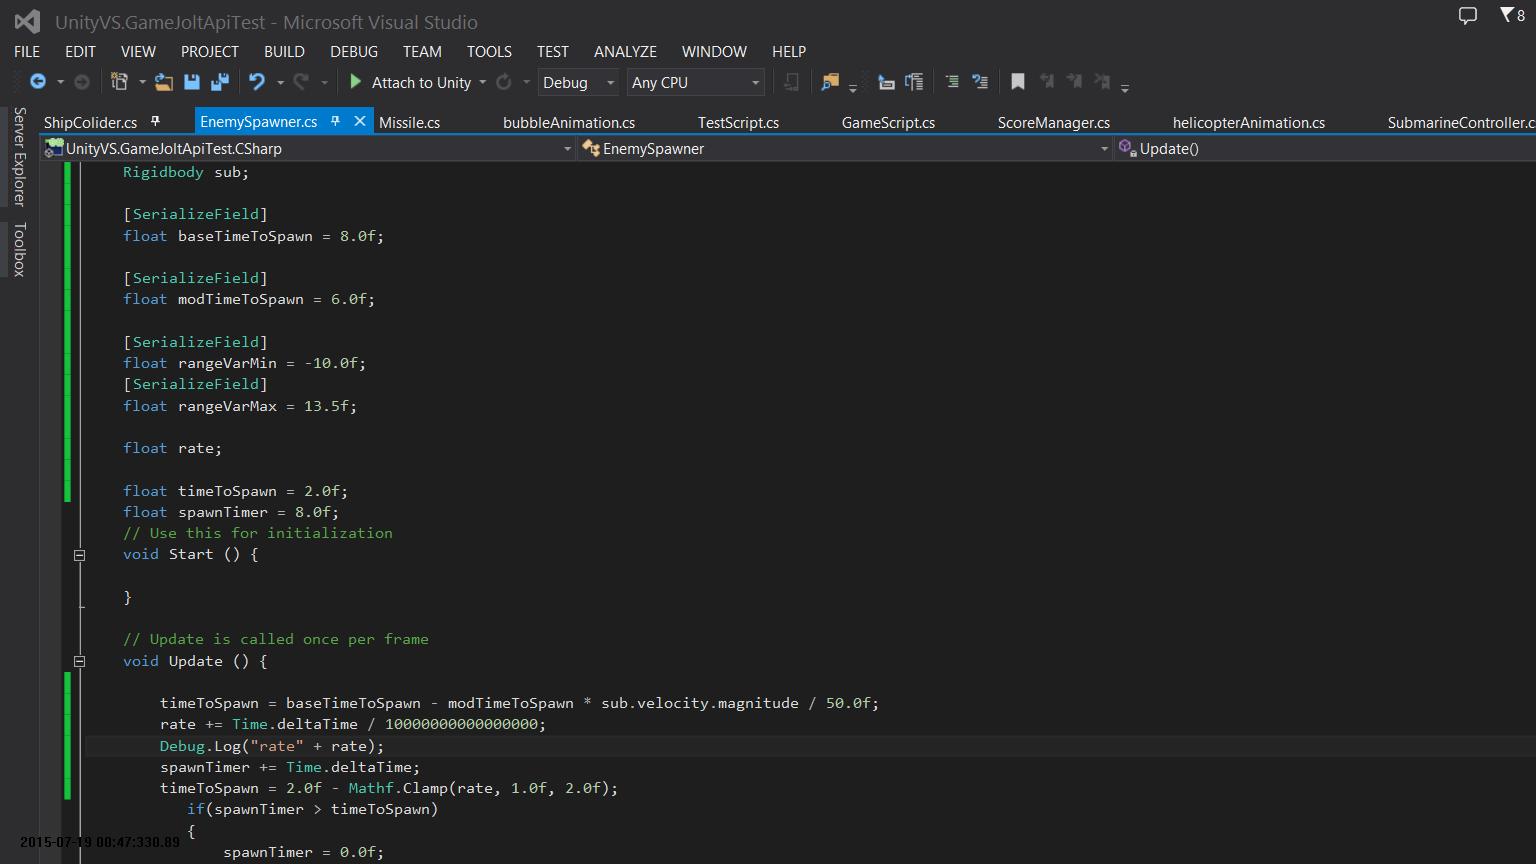 UnityVS.GameJoltApiTest - Microsoft Visual Studio
8
FILE EDIT VIEW PROJECT BUILD DEBUG TEAM TOOLS TEST ANALYZE WINDOW HELP
Attach to Unity Debug Any CPU
Server Explorer
Toolbox
ShipColider.cs EnemySpawner.cs Missile.cs bubbleAnimation.cs TestScript.cs GameScript.cs ScoreManager.cs helicopterAnimation.cs SubmarineController.cs
UnityVS.GameJoltApiTest.CSharp EnemySpawner Update()
Rigidbody sub;
[SerializeField]
float baseTimeToSpawn = 8.0f;
[SerializeField]
float modTimeToSpawn = 6.0f;
[SerializeField]
float rangeVarMin = -10.0f;
[SerializeField]
float rangeVarMax = 13.5f;
float rate;
float timeToSpawn = 2.0f;
float spawnTimer = 8.0f;
// Use this for initialization
void Start () {
}
// Update is called once per frame
void Update () {
timeToSpawn = baseTimeToSpawn - modTimeToSpawn * sub.velocity.magnitude / 50.0f;
rate += Time.deltaTime / 10000000000000000;
Debug.Log("rate" + rate);
spawnTimer += Time.deltaTime;
timeToSpawn = 2.0f - Mathf.Clamp(rate, 1.0f, 2.0f);
if(spawnTimer > timeToSpawn)
{
spawnTimer = 0.0f;
2015-07-19 00:47:330.89